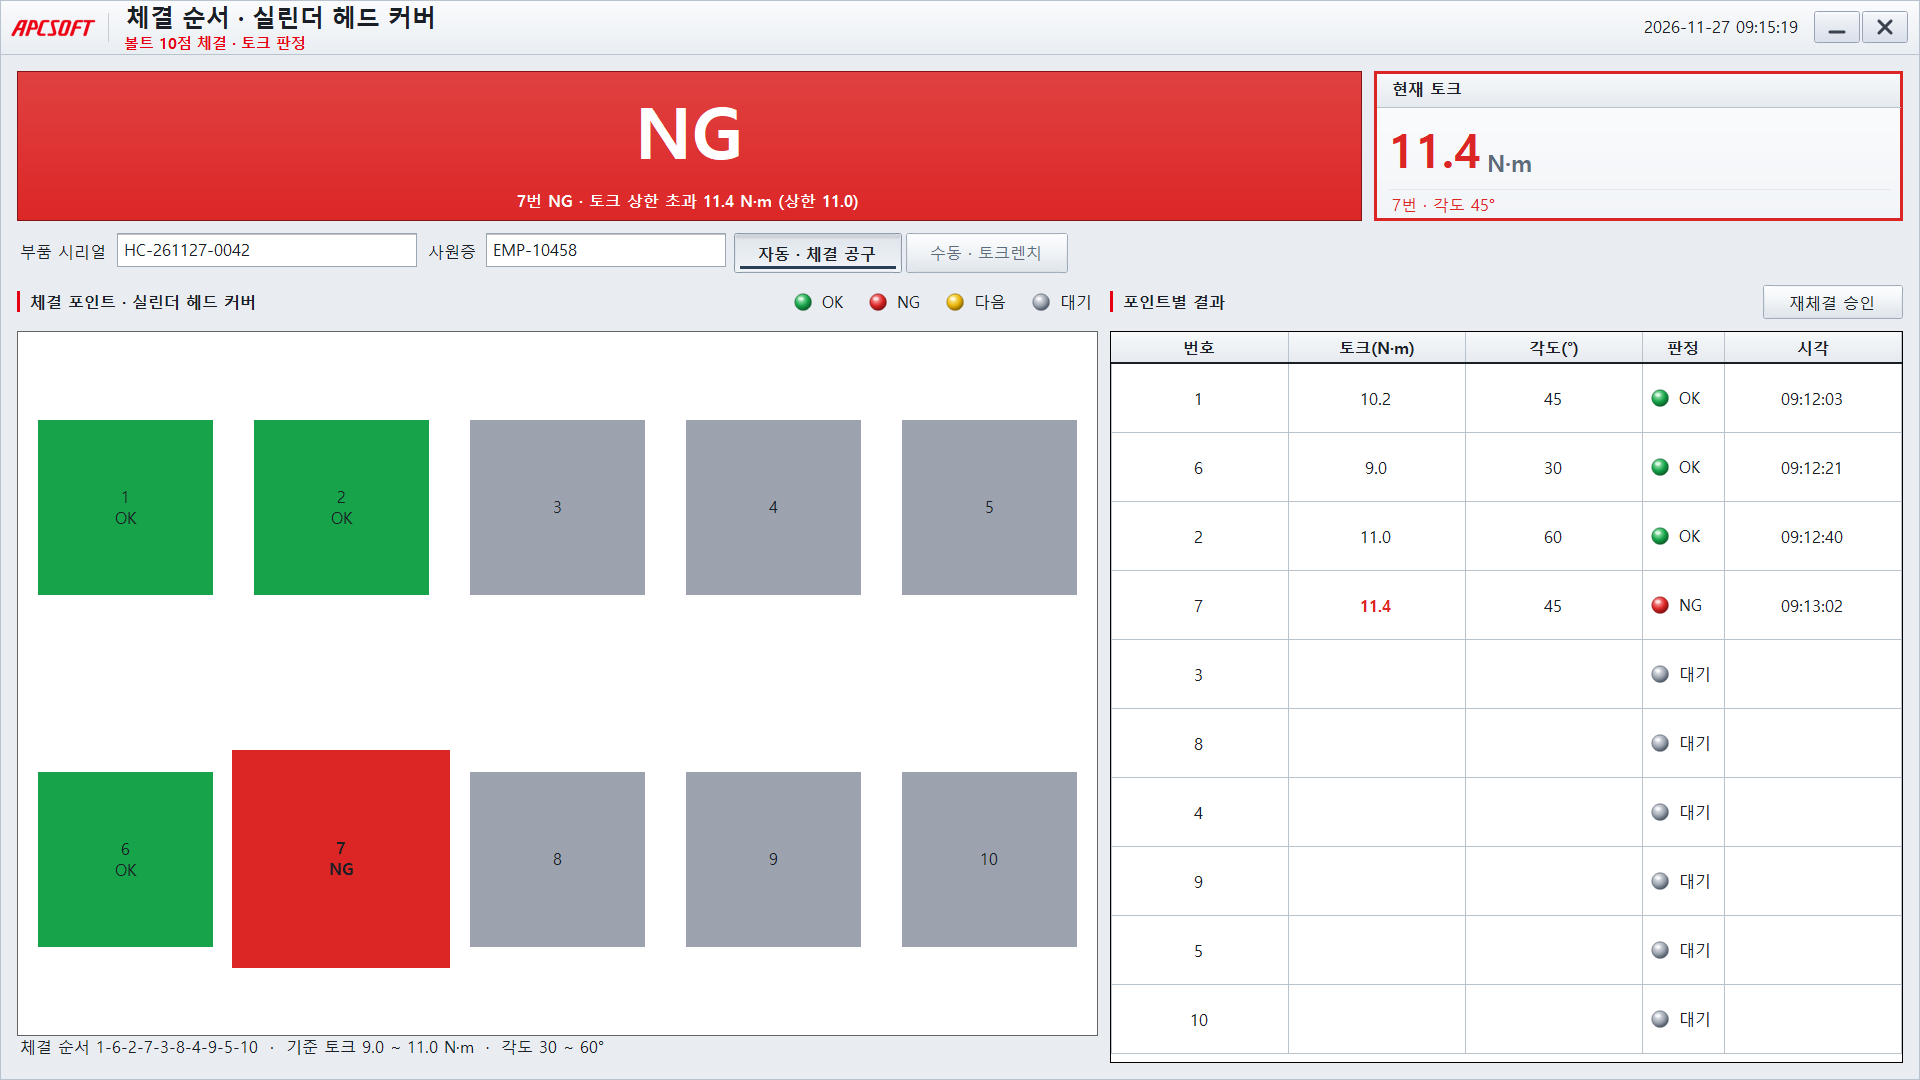 APCSOFT
체결 순서 · 실린더 헤드 커버
볼트 10점 체결 · 토크 판정
2026-11-27 09:15:19
NG
7번 NG · 토크 상한 초과 11.4 N·m (상한 11.0)
현재 토크
11.4 N·m
7번 · 각도 45°
부품 시리얼 HC-261127-0042 사원증 EMP-10458 자동 · 체결 공구 수동 · 토크렌치
체결 포인트 · 실린더 헤드 커버
OK NG 다음 대기
1
OK
2
OK
3
4
5
6
OK
7
NG
8
9
10
체결 순서 1-6-2-7-3-8-4-9-5-10 · 기준 토크 9.0 ~ 11.0 N·m · 각도 30 ~ 60°
포인트별 결과
재체결 승인
번호 토크(N·m) 각도(°) 판정 시각
1 10.2 45 OK 09:12:03
6 9.0 30 OK 09:12:21
2 11.0 60 OK 09:12:40
7 11.4 45 NG 09:13:02
3 대기
8 대기
4 대기
9 대기
5 대기
10 대기